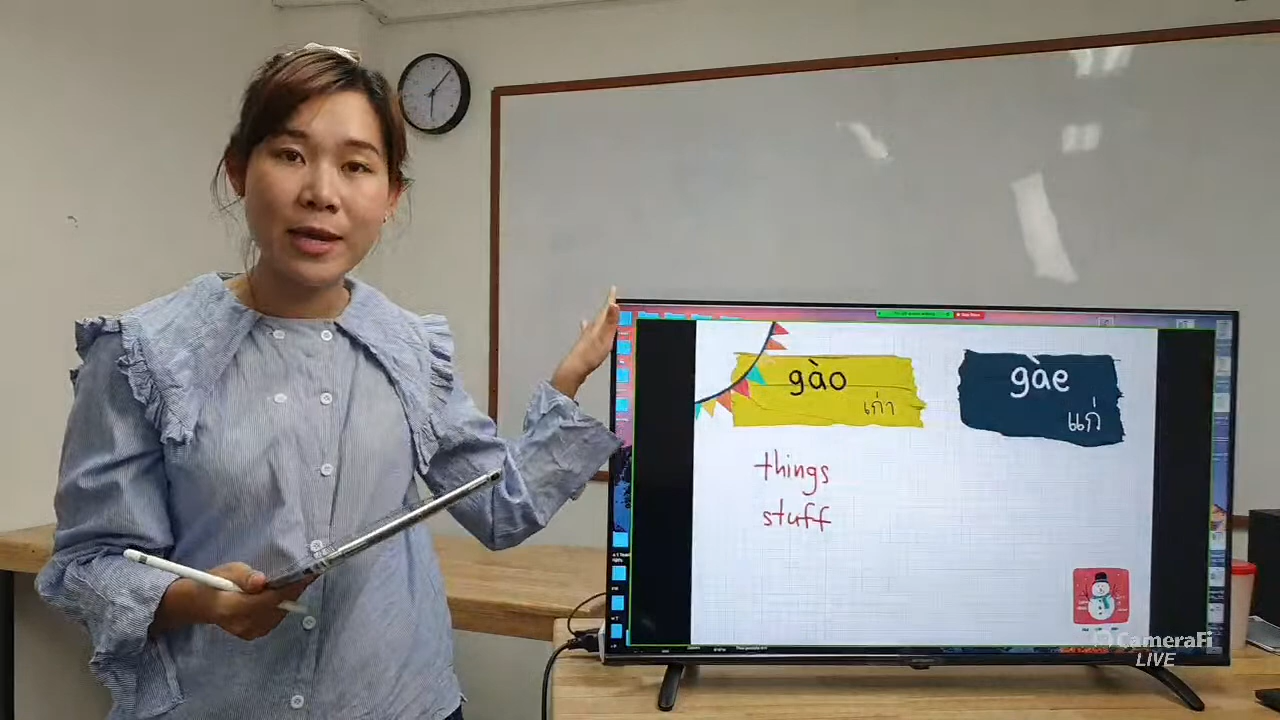 gào
เก่า
gàe
แก่
things
stuff
CameraFi
LIVE